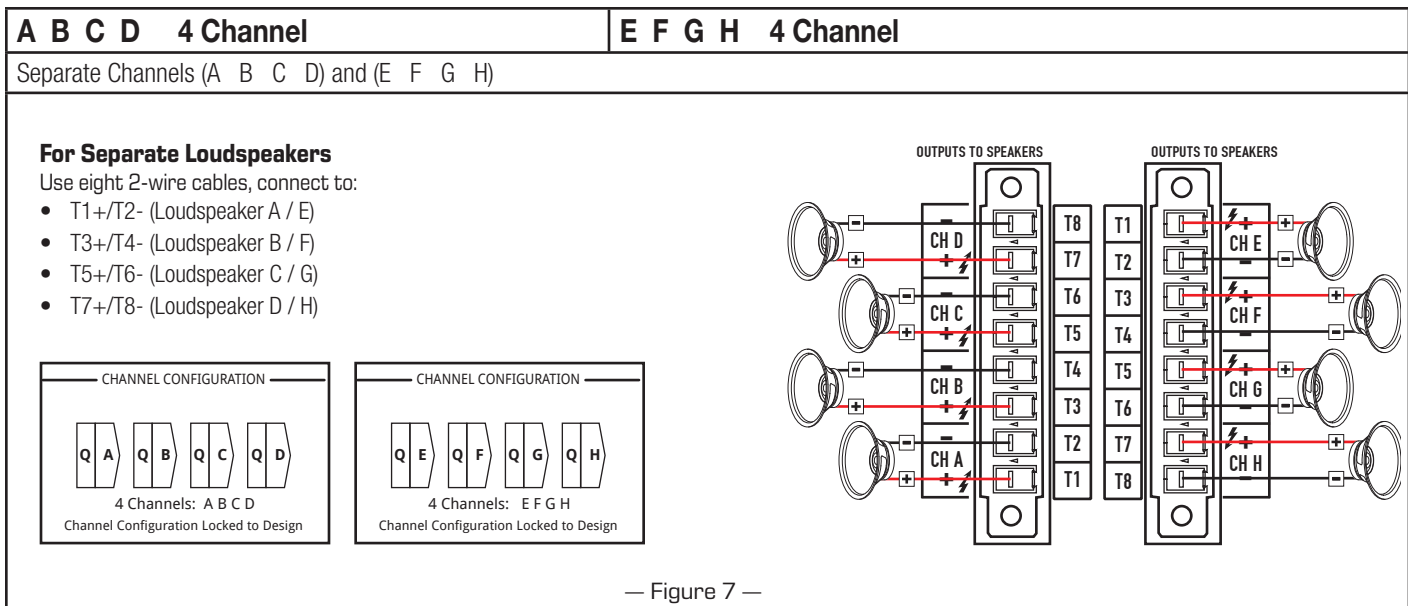 A B C D 4 Channel
E F G H 4 Channel
Separate Channels (A B C D) and (E F G H)
For Separate Loudspeakers
Use eight 2-wire cables, connect to:
• T1+/T2- (Loudspeaker A / E)
• T3+/T4- (Loudspeaker B / F)
• T5+/T6- (Loudspeaker C / G)
• T7+/T8- (Loudspeaker D / H)
CHANNEL CONFIGURATION
Q A Q B Q C Q D
4 Channels: A B C D
Channel Configuration Locked to Design
CHANNEL CONFIGURATION
Q E Q F Q G Q H
4 Channels: E F G H
Channel Configuration Locked to Design
OUTPUTS TO SPEAKERS
- -
CH D
+ +
- -
CH C
+ +
- -
CH B
+ +
- -
CH A
+ +
T8
T7
T6
T5
T4
T3
T2
T1
OUTPUTS TO SPEAKERS
T1
T2
T3
T4
T5
T6
T7
T8
+ +
CH E
- -
+ +
CH F
- -
+ +
CH G
- -
+ +
CH H
- -
— Figure 7 —